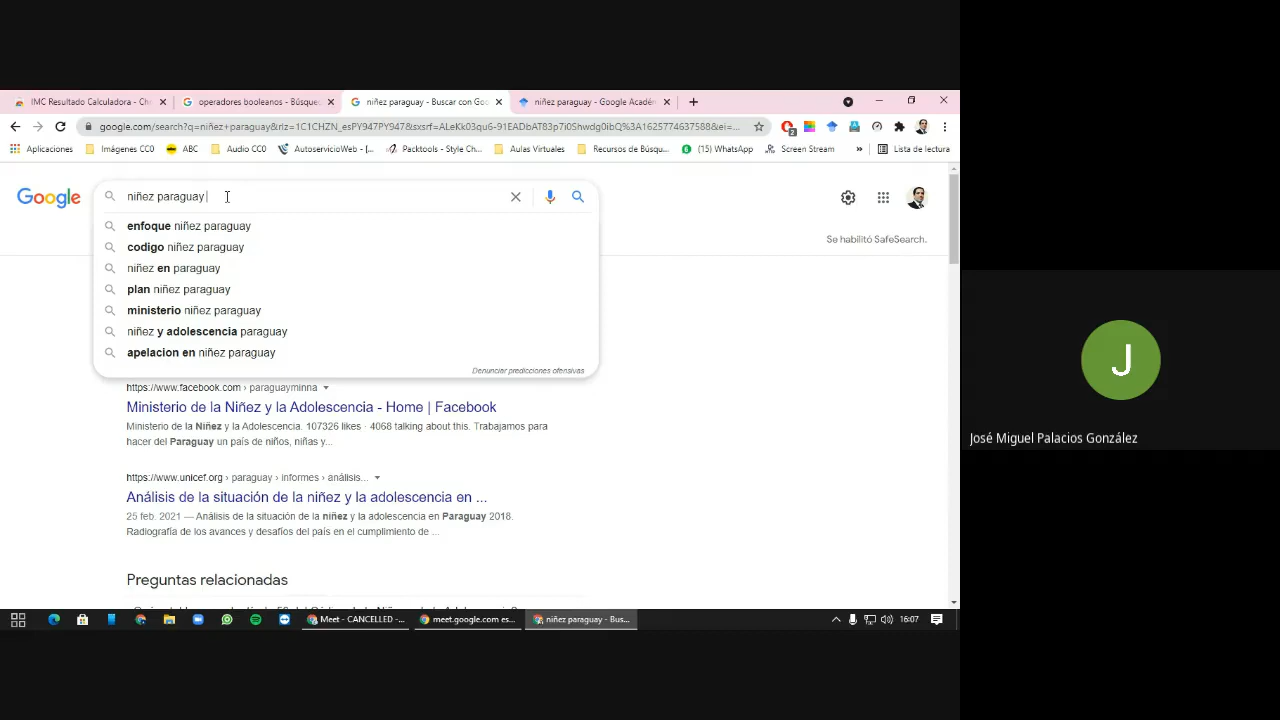 IMC Resultado Calculadora - Ch
operadores booleanos - Búsque
niñez paraguay - Buscar con Goo
niñez paraguay - Google Acadé
google.com/search?q=niñez+paraguay&rlz=1C1CHZN_esPY947PY947&sxsrf=ALeKk03qu6-91EADbAT83p7i0Shwdg0ibQ%3A1625774637588&ei=...
Aplicaciones
Imágenes CC0
ABC
Audio CC0
AutoservicioWeb - [...
Packtools - Style Ch...
Aulas Virtuales
Recursos de Búsqu...
(15) WhatsApp
Screen Stream
»
Lista de lectura
Google
niñez paraguay
Se habilitó SafeSearch.
enfoque niñez paraguay
codigo niñez paraguay
niñez en paraguay
plan niñez paraguay
ministerio niñez paraguay
niñez y adolescencia paraguay
apelacion en niñez paraguay
Denunciar predicciones ofensivas
https://www.facebook.com › paraguayminna
Ministerio de la Niñez y la Adolescencia - Home | Facebook
Ministerio de la Niñez y la Adolescencia. 107326 likes · 4068 talking about this. Trabajamos para
hacer del Paraguay un país de niños, niñas y...
https://www.unicef.org › paraguay › informes › análisis...
Análisis de la situación de la niñez y la adolescencia en ...
25 feb. 2021 — Análisis de la situación de la niñez y la adolescencia en Paraguay 2018.
Radiografía de los avances y desafíos del país en el cumplimiento de ...
Preguntas relacionadas
Meet - CANCELLED -...
meet.google.com es...
niñez paraguay - Bus...
16:07
J
José Miguel Palacios González